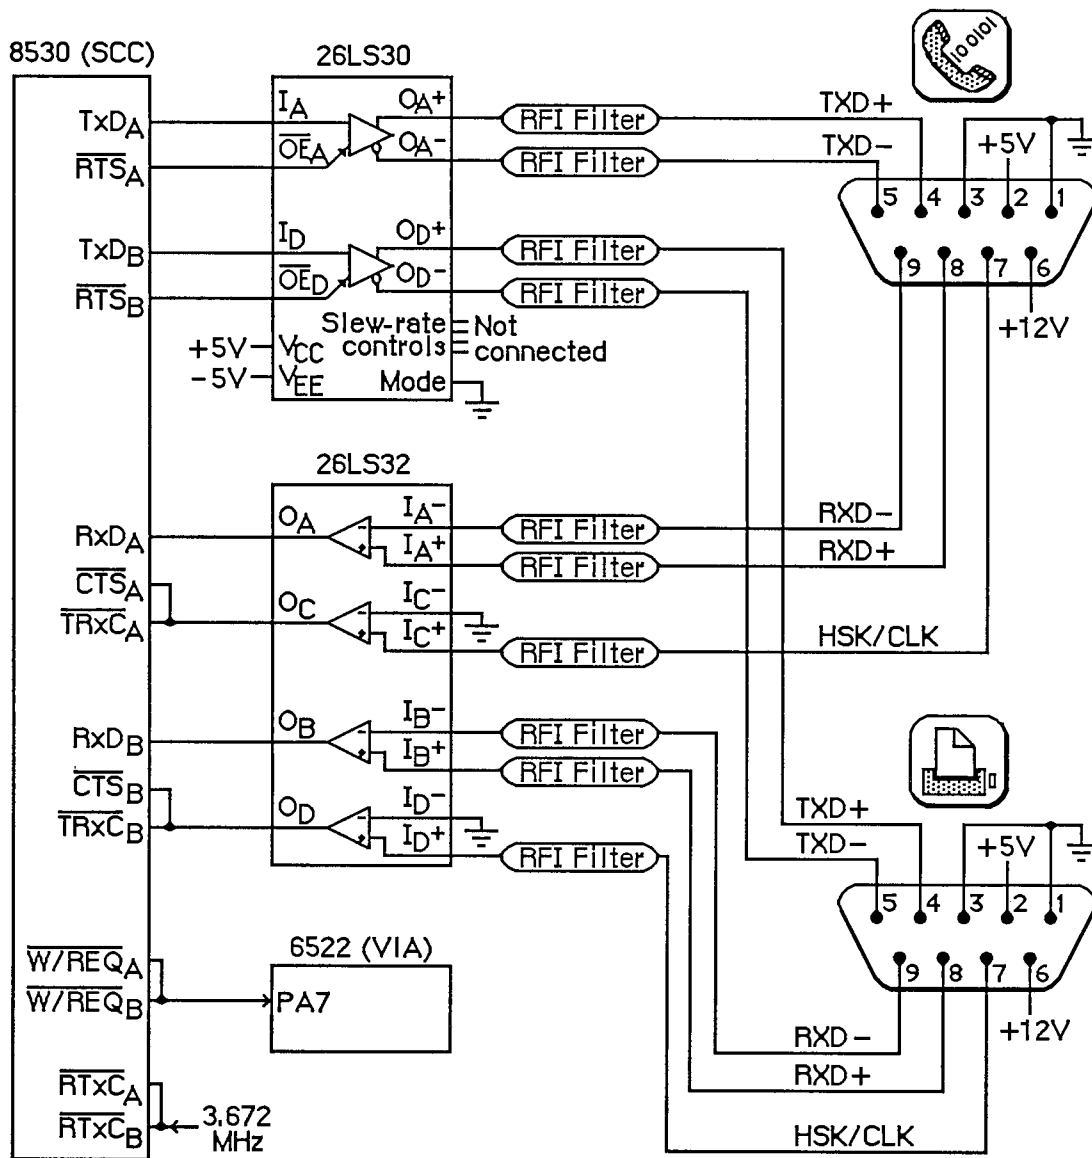 8530 (SCC)
TxDA
RTSA
TxDB
RTSB
RxDA
CTSA
TRxCA
RxDB
CTSB
TRxCB
W/REQA
W/REQB
RTxCA
RTxCB
3.672
MHz
26LS30
IA
OEA
OA+
OA-
ID
OED
OD+
OD-
Slew-rate
controls
Not
connected
+5V
VCC
-5V
VEE
Mode
26LS32
OA
IA-
IA+
OC
IC-
IC+
OB
IB-
IB+
OD
ID-
ID+
6522 (VIA)
PA7
RFI Filter
RFI Filter
RFI Filter
RFI Filter
RFI Filter
RFI Filter
RFI Filter
RFI Filter
RFI Filter
RFI Filter
100101
TXD+
TXD-
+5V
5 4 3 2 1
9 8 7 6
+12V
RXD-
RXD+
HSK/CLK
TXD+
TXD-
+5V
5 4 3 2 1
9 8 7 6
+12V
RXD-
RXD+
HSK/CLK